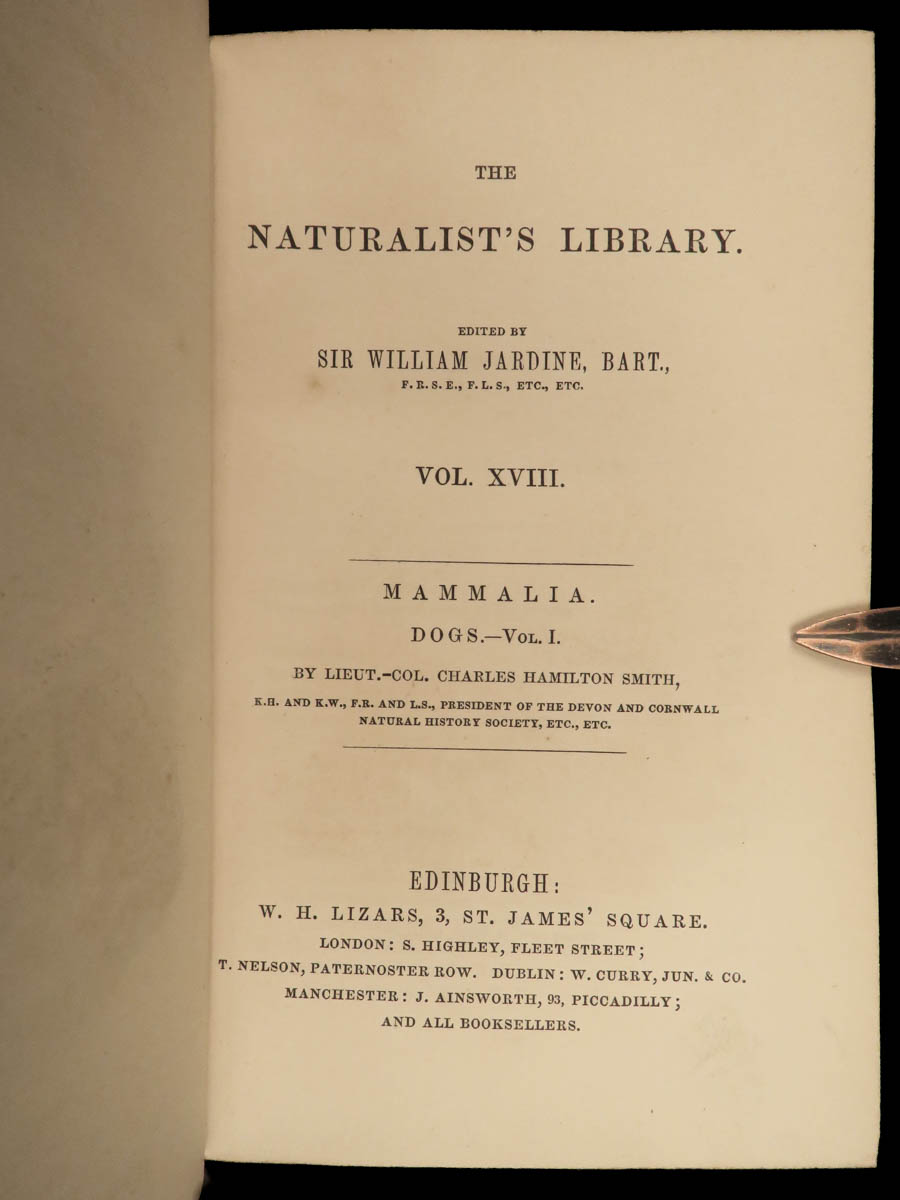 THE
NATURALIST'S LIBRARY.
EDITED BY
SIR WILLIAM JARDINE, BART.,
F.R.S.E., F.L.S., ETC., ETC.
VOL. XVIII.
MAMMALIA.
DOGS.—VOL. I.
BY LIEUT.-COL. CHARLES HAMILTON SMITH,
K.H. AND K.W., F.R. AND L.S., PRESIDENT OF THE DEVON AND CORNWALL
NATURAL HISTORY SOCIETY, ETC., ETC.
EDINBURGH:
W. H. LIZARS, 3, ST. JAMES' SQUARE.
LONDON: S. HIGHLEY, FLEET STREET;
T. NELSON, PATERNOSTER ROW. DUBLIN: W. CURRY, JUN. & CO.
MANCHESTER: J. AINSWORTH, 93, PICCADILLY;
AND ALL BOOKSELLERS.